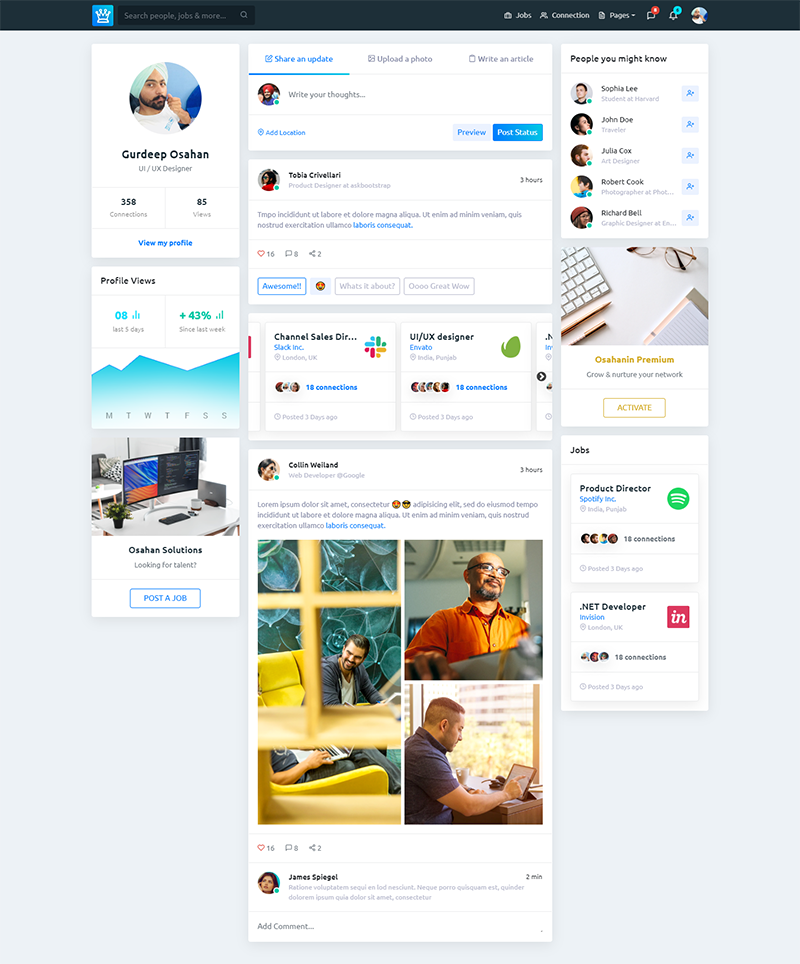 Search people, jobs & more...
Jobs
Connection
Pages
8
6
Gurdeep Osahan
UI / UX Designer
358
Connections
85
Views
View my profile
Profile Views
08
last 5 days
+ 43%
Since last week
M T W T F S S
Osahan Solutions
Looking for talent?
POST A JOB
Share an update
Upload a photo
Write an article
Write your thoughts...
Add Location
Preview
Post Status
Tobia Crivellari
Product Designer at askbootstrap
3 hours
Tmpo incididunt ut labore et dolore magna aliqua. Ut enim ad minim veniam, quis
nostrud exercitation ullamco laboris consequat.
16
8
2
Awesome!!
Whats It about?
Oooo Great Wow
Channel Sales Dir...
Slack Inc.
London, UK
18 connections
Posted 3 Days ago
UI/UX designer
Envato
India, Punjab
18 connections
Posted 3 Days ago
.N
Inv
Collin Weiland
Web Developer @Google
3 hours
Lorem ipsum dolor sit amet, consectetur 😍😎 adipisicing elit, sed do eiusmod tempo
incididunt ut labore et dolore magna aliqua. Ut enim ad minim veniam, quis nostrud
exercitation ullamco laboris consequat.
16
8
2
James Spiegel
2 min
Ratione voluptatem sequi en lod nesciunt. Neque porro quisquam est, quinder
dolorem ipsum quia dolor sit amet, consectetur
Add Comment...
People you might know
Sophia Lee
Student at Harvard
John Doe
Traveler
Julia Cox
Art Designer
Robert Cook
Photographer at Phot...
Richard Bell
Graphic Designer at En...
Osahanin Premium
Grow & nurture your network
ACTIVATE
Jobs
Product Director
Spotify Inc.
India, Punjab
18 connections
Posted 3 Days ago
.NET Developer
Invision
London, UK
in
18 connections
Posted 3 Days ago